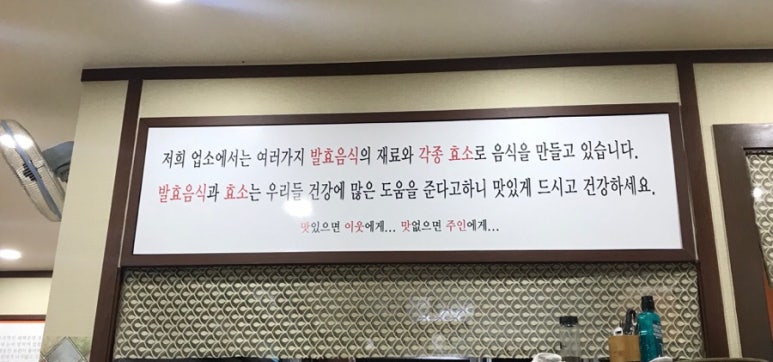 저희 업소에서는 여러가지 발효음식의 재료와 각종 효소로 음식을 만들고 있습니다.
발효음식과 효소는 우리들 건강에 많은 도움을 준다고하니 맛있게 드시고 건강하세요.
맛있으면 이웃에게... 맛없으면 주인에게...